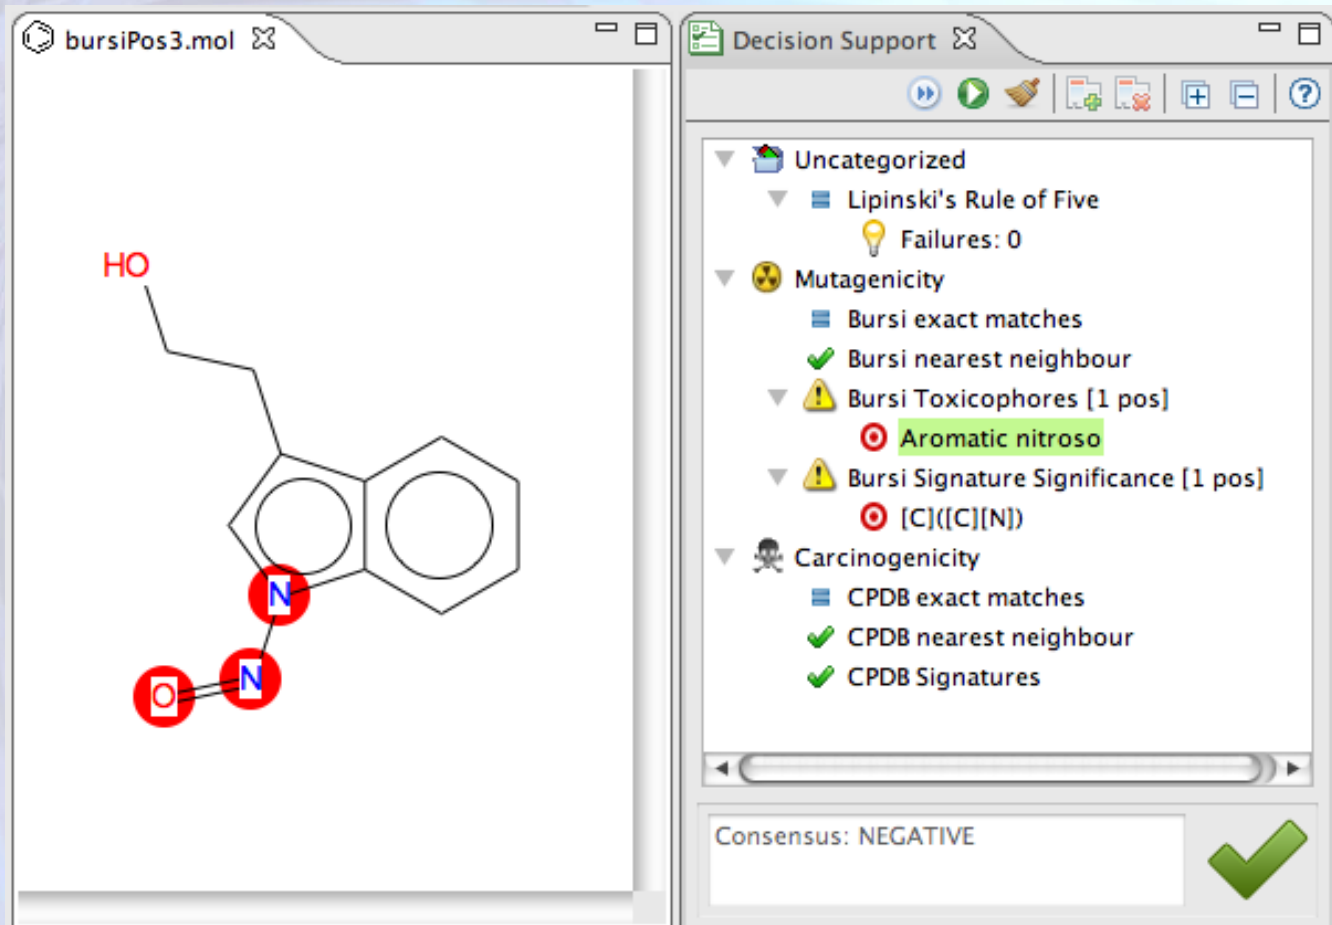 bursiPos3.mol
HO
N
N
O
Decision Support
Uncategorized
Lipinski's Rule of Five
Failures: 0
Mutagenicity
Bursi exact matches
Bursi nearest neighbour
Bursi Toxicophores [1 pos]
Aromatic nitroso
Bursi Signature Significance [1 pos]
[C]([C][N])
Carcinogenicity
CPDB exact matches
CPDB nearest neighbour
CPDB Signatures
Consensus: NEGATIVE